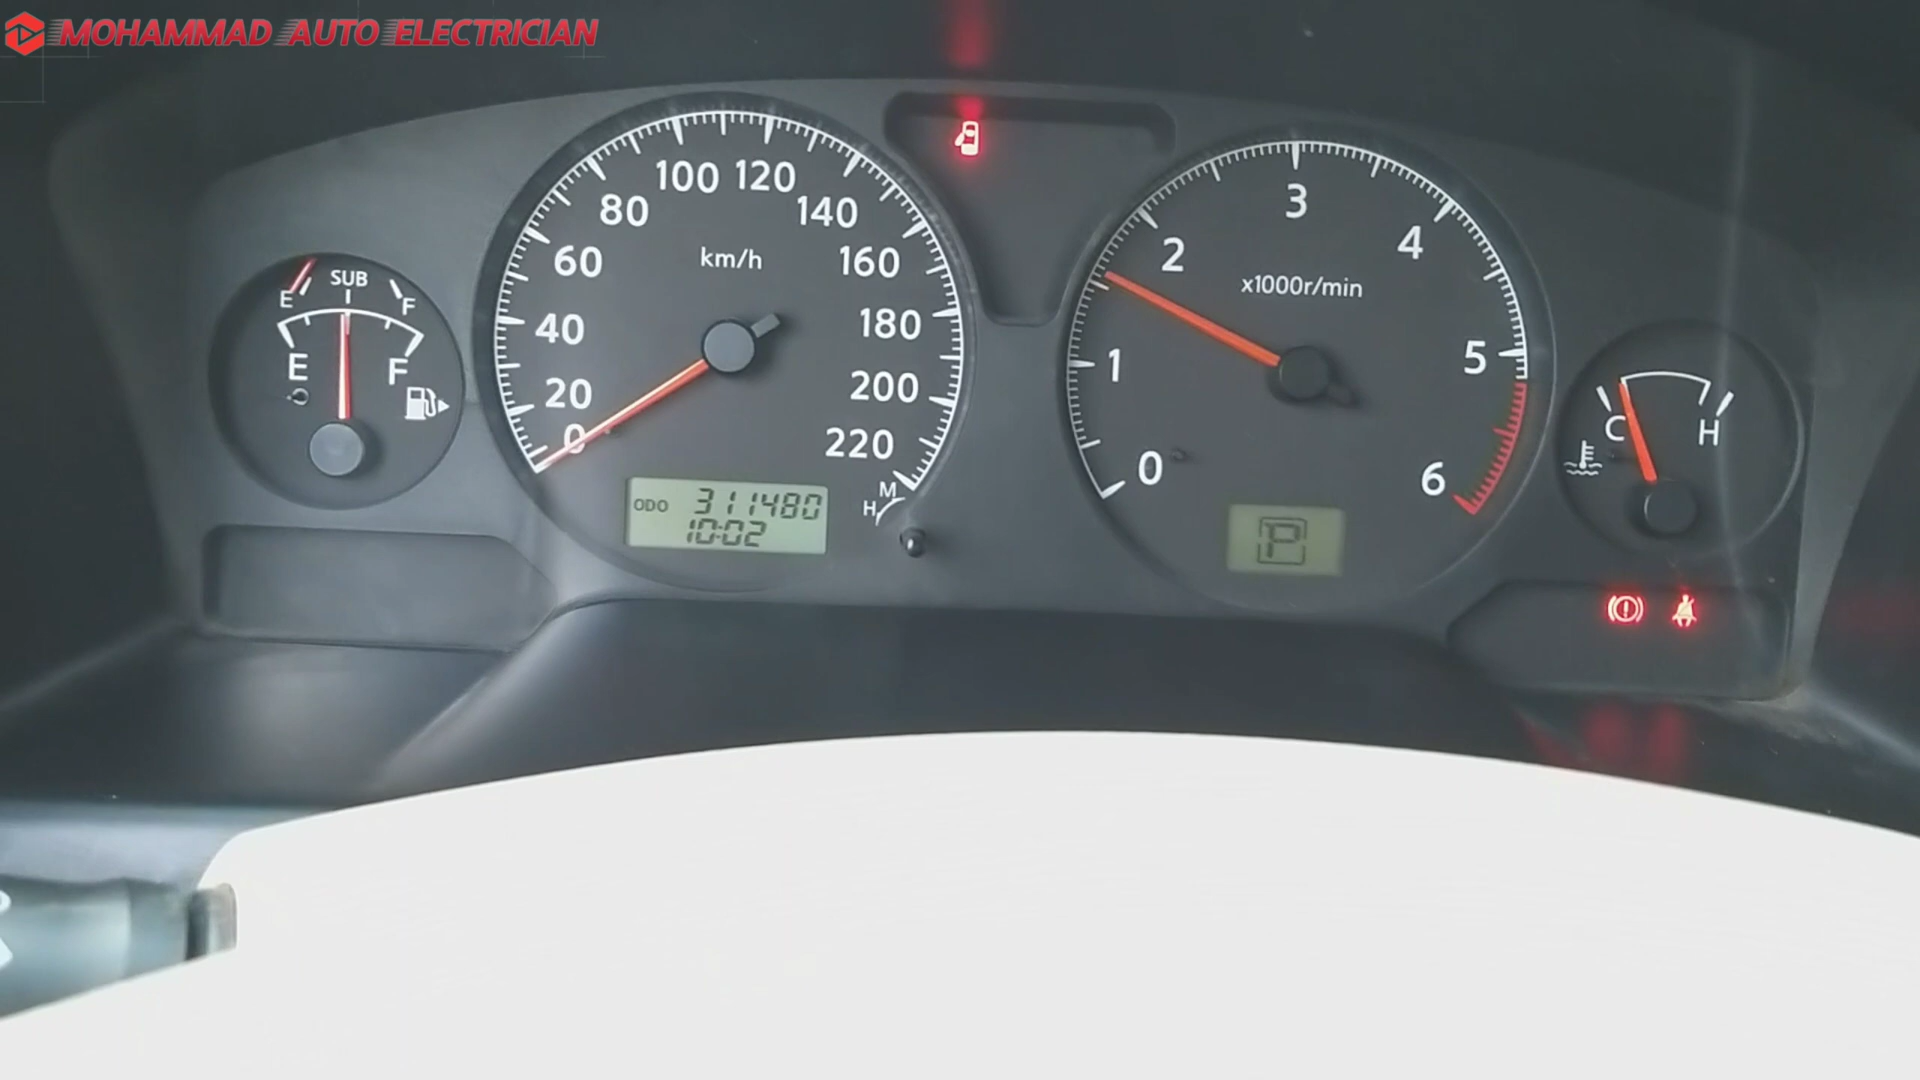 MOHAMMAD AUTO ELECTRICIAN
E SUB F
E F
0 20 40 60 80 100 120 140 160 180 200 220
km/h
ODO 311480
10:02
H M
0 1 2 3 4 5 6
x1000r/min
P
C H